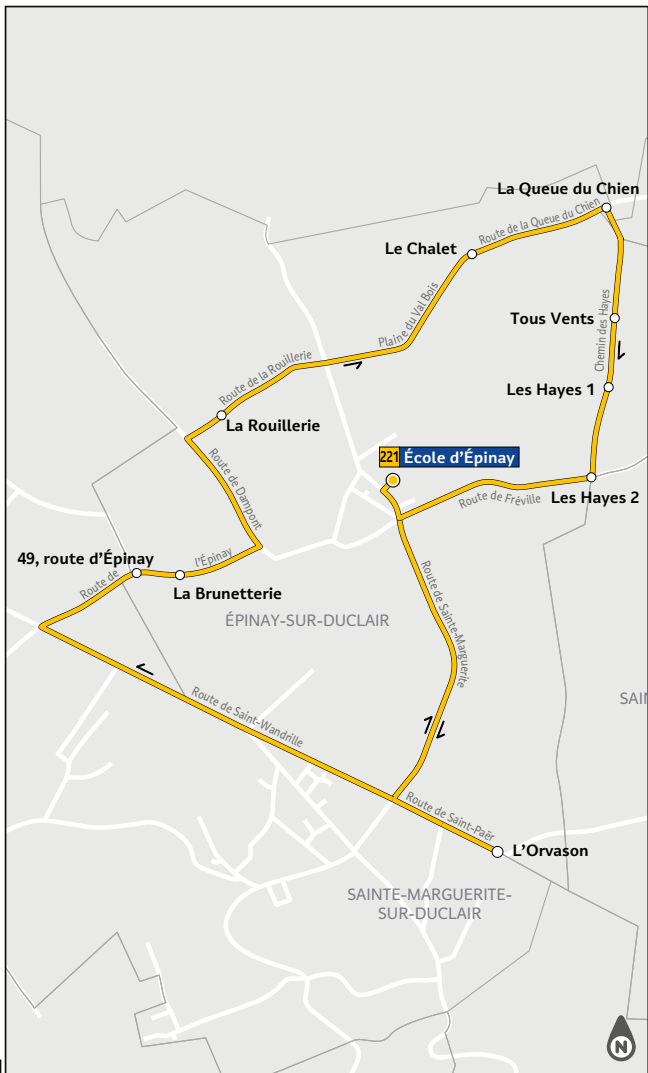 La Queue du Chien
Route de la Queue du Chien
Le Chalet
Plaine du Val Bois
Tous Vents
Chemin des Hayes
Route de la Rouillerie
Les Hayes 1
La Rouillerie
221 École d'Épinay
Route de Dampont
Route de Fréville
Les Hayes 2
49, route d'Épinay
Route de l'Épinay
La Brunetterie
Route de Sainte-Marguerite
ÉPINAY-SUR-DUCLAIR
SAIN
Route de Saint-Wandrille
Route de Saint-Paër
L'Orvason
SAINTE-MARGUERITE-
SUR-DUCLAIR
N